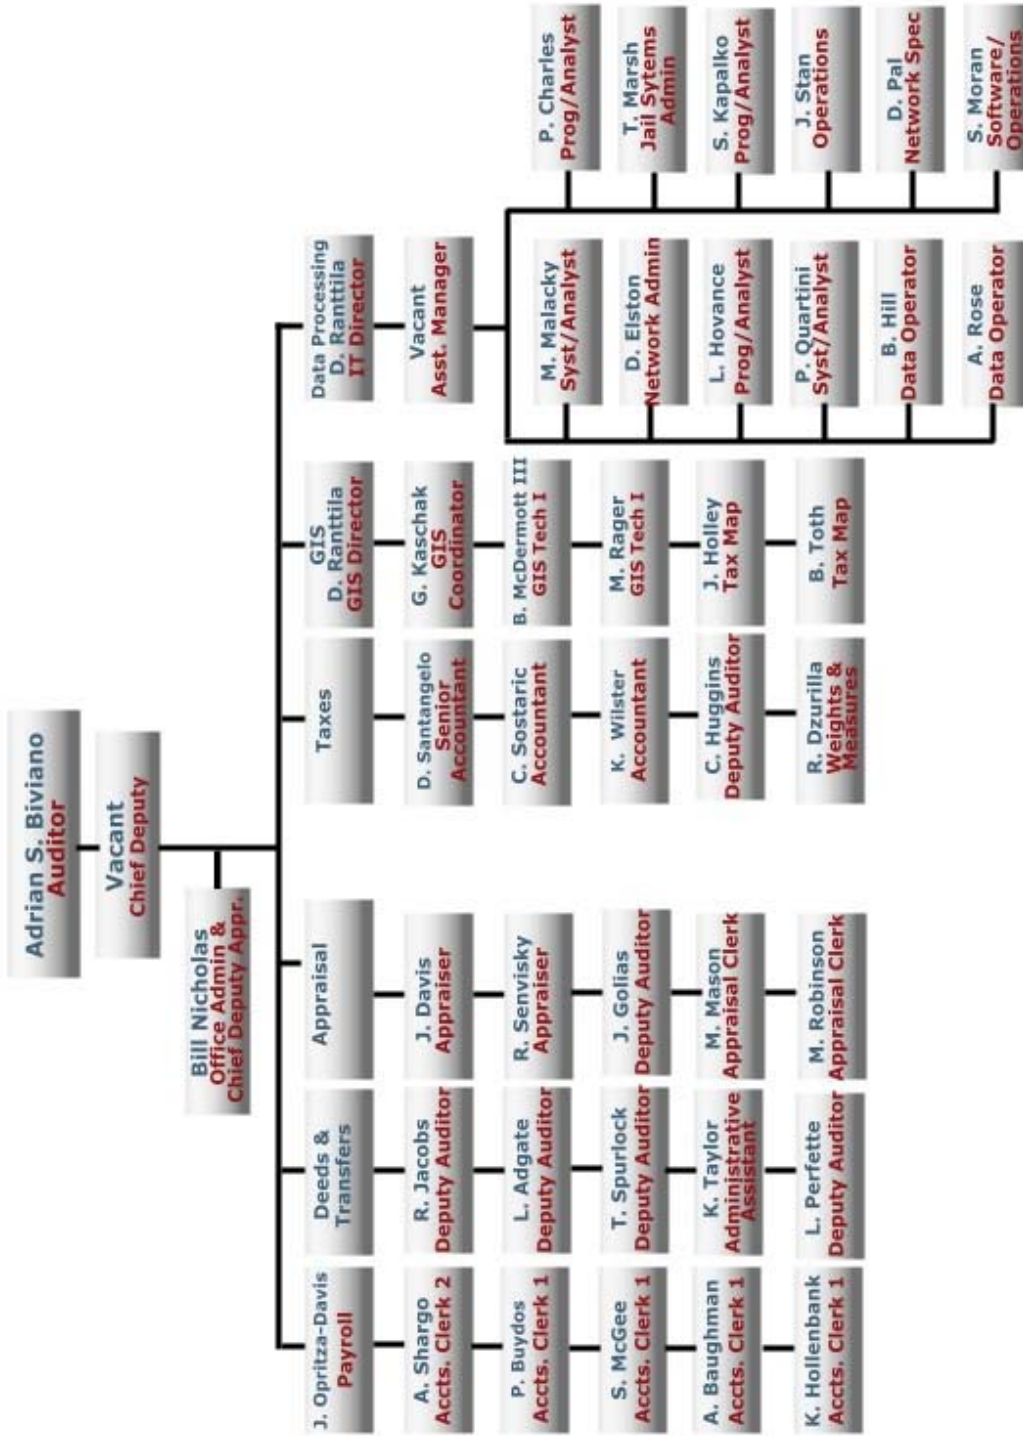 Adrian S. Biviano
Auditor
Vacant
Chief Deputy
Bill Nicholas
Office Admin &
Chief Deputy Appr.
J. Opritza-Davis
Payroll
A. Shargo
Accts. Clerk 2
P. Buydos
Accts. Clerk 1
S. McGee
Accts. Clerk 1
A. Baughman
Accts. Clerk 1
K. Hollenbank
Accts. Clerk 1
Deeds &
Transfers
R. Jacobs
Deputy Auditor
L. Adgate
Deputy Auditor
T. Spurlock
Deputy Auditor
K. Taylor
Administrative
Assistant
L. Perfette
Deputy Auditor
Appraisal
J. Davis
Appraiser
R. Senvisky
Appraiser
J. Golias
Deputy Auditor
M. Mason
Appraisal Clerk
M. Robinson
Appraisal Clerk
Taxes
D. Santangelo
Senior
Accountant
C. Sostaric
Accountant
K. Wilster
Accountant
C. Huggins
Deputy Auditor
R. Dzurilla
Weights &
Measures
GIS
D. Ranttila
GIS Director
G. Kaschak
GIS
Coordinator
B. McDermott III
GIS Tech I
M. Rager
GIS Tech I
J. Holley
Tax Map
B. Toth
Tax Map
Data Processing
D. Ranttila
IT Director
Vacant
Asst. Manager
M. Malacky
Syst/Analyst
D. Elston
Network Admin
L. Hovance
Prog/Analyst
P. Quartini
Syst/Analyst
B. Hill
Data Operator
A. Rose
Data Operator
P. Charles
Prog/Analyst
T. Marsh
Jail Sytems
Admin
S. Kapalko
Prog/Analyst
J. Stan
Operations
D. Pal
Network Spec
S. Moran
Software/
Operations